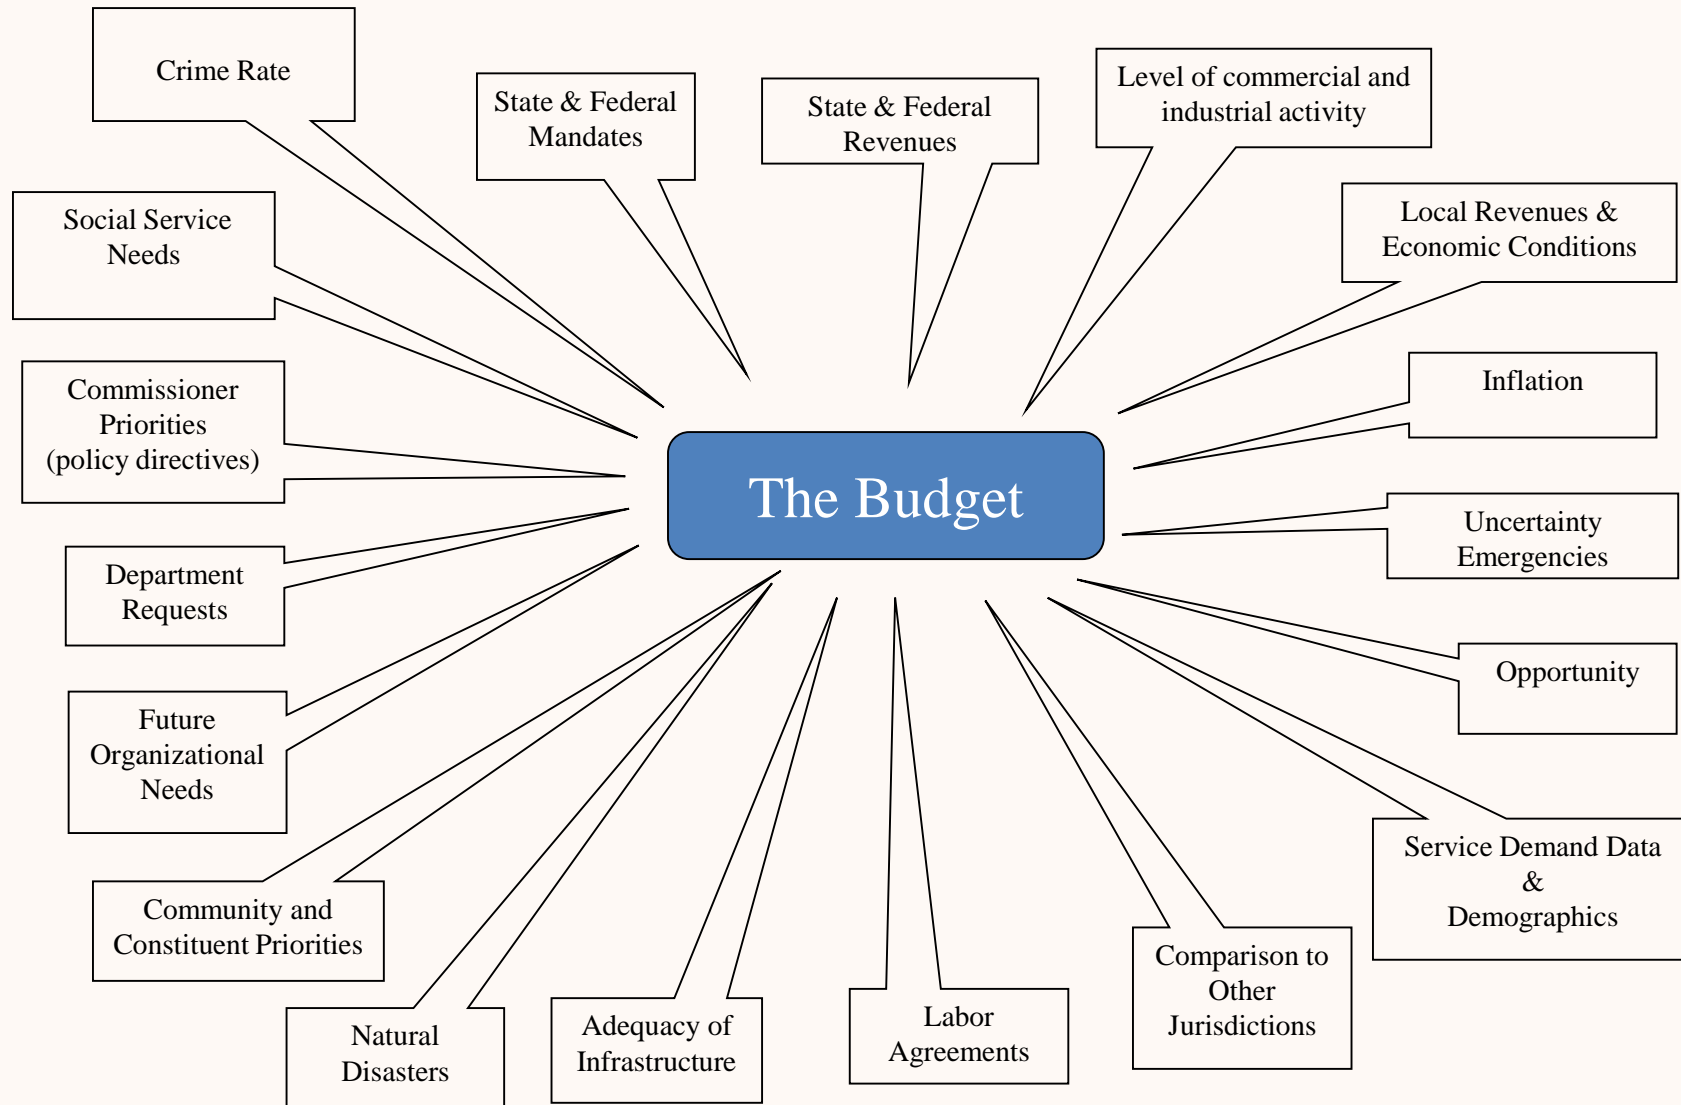 Crime Rate
State & Federal
Mandates
State & Federal
Revenues
Level of commercial and
industrial activity
Social Service
Needs
Local Revenues &
Economic Conditions
Commissioner
Priorities
(policy directives)
Inflation
The Budget
Uncertainty
Emergencies
Department
Requests
Opportunity
Future
Organizational
Needs
Service Demand Data
&
Demographics
Community and
Constituent Priorities
Natural
Disasters
Adequacy of
Infrastructure
Labor
Agreements
Comparison to
Other
Jurisdictions